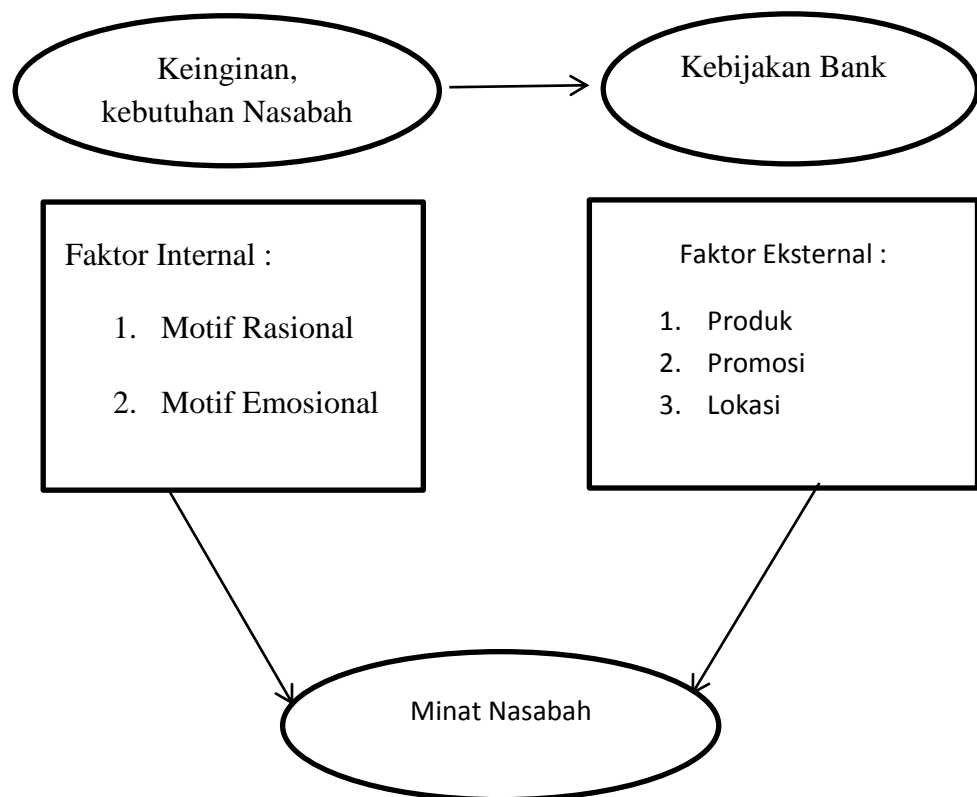 Keinginan,
kebutuhan Nasabah
Kebijakan Bank
Faktor Internal :
1. Motif Rasional
2. Motif Emosional
Faktor Eksternal :
1. Produk
2. Promosi
3. Lokasi
Minat Nasabah